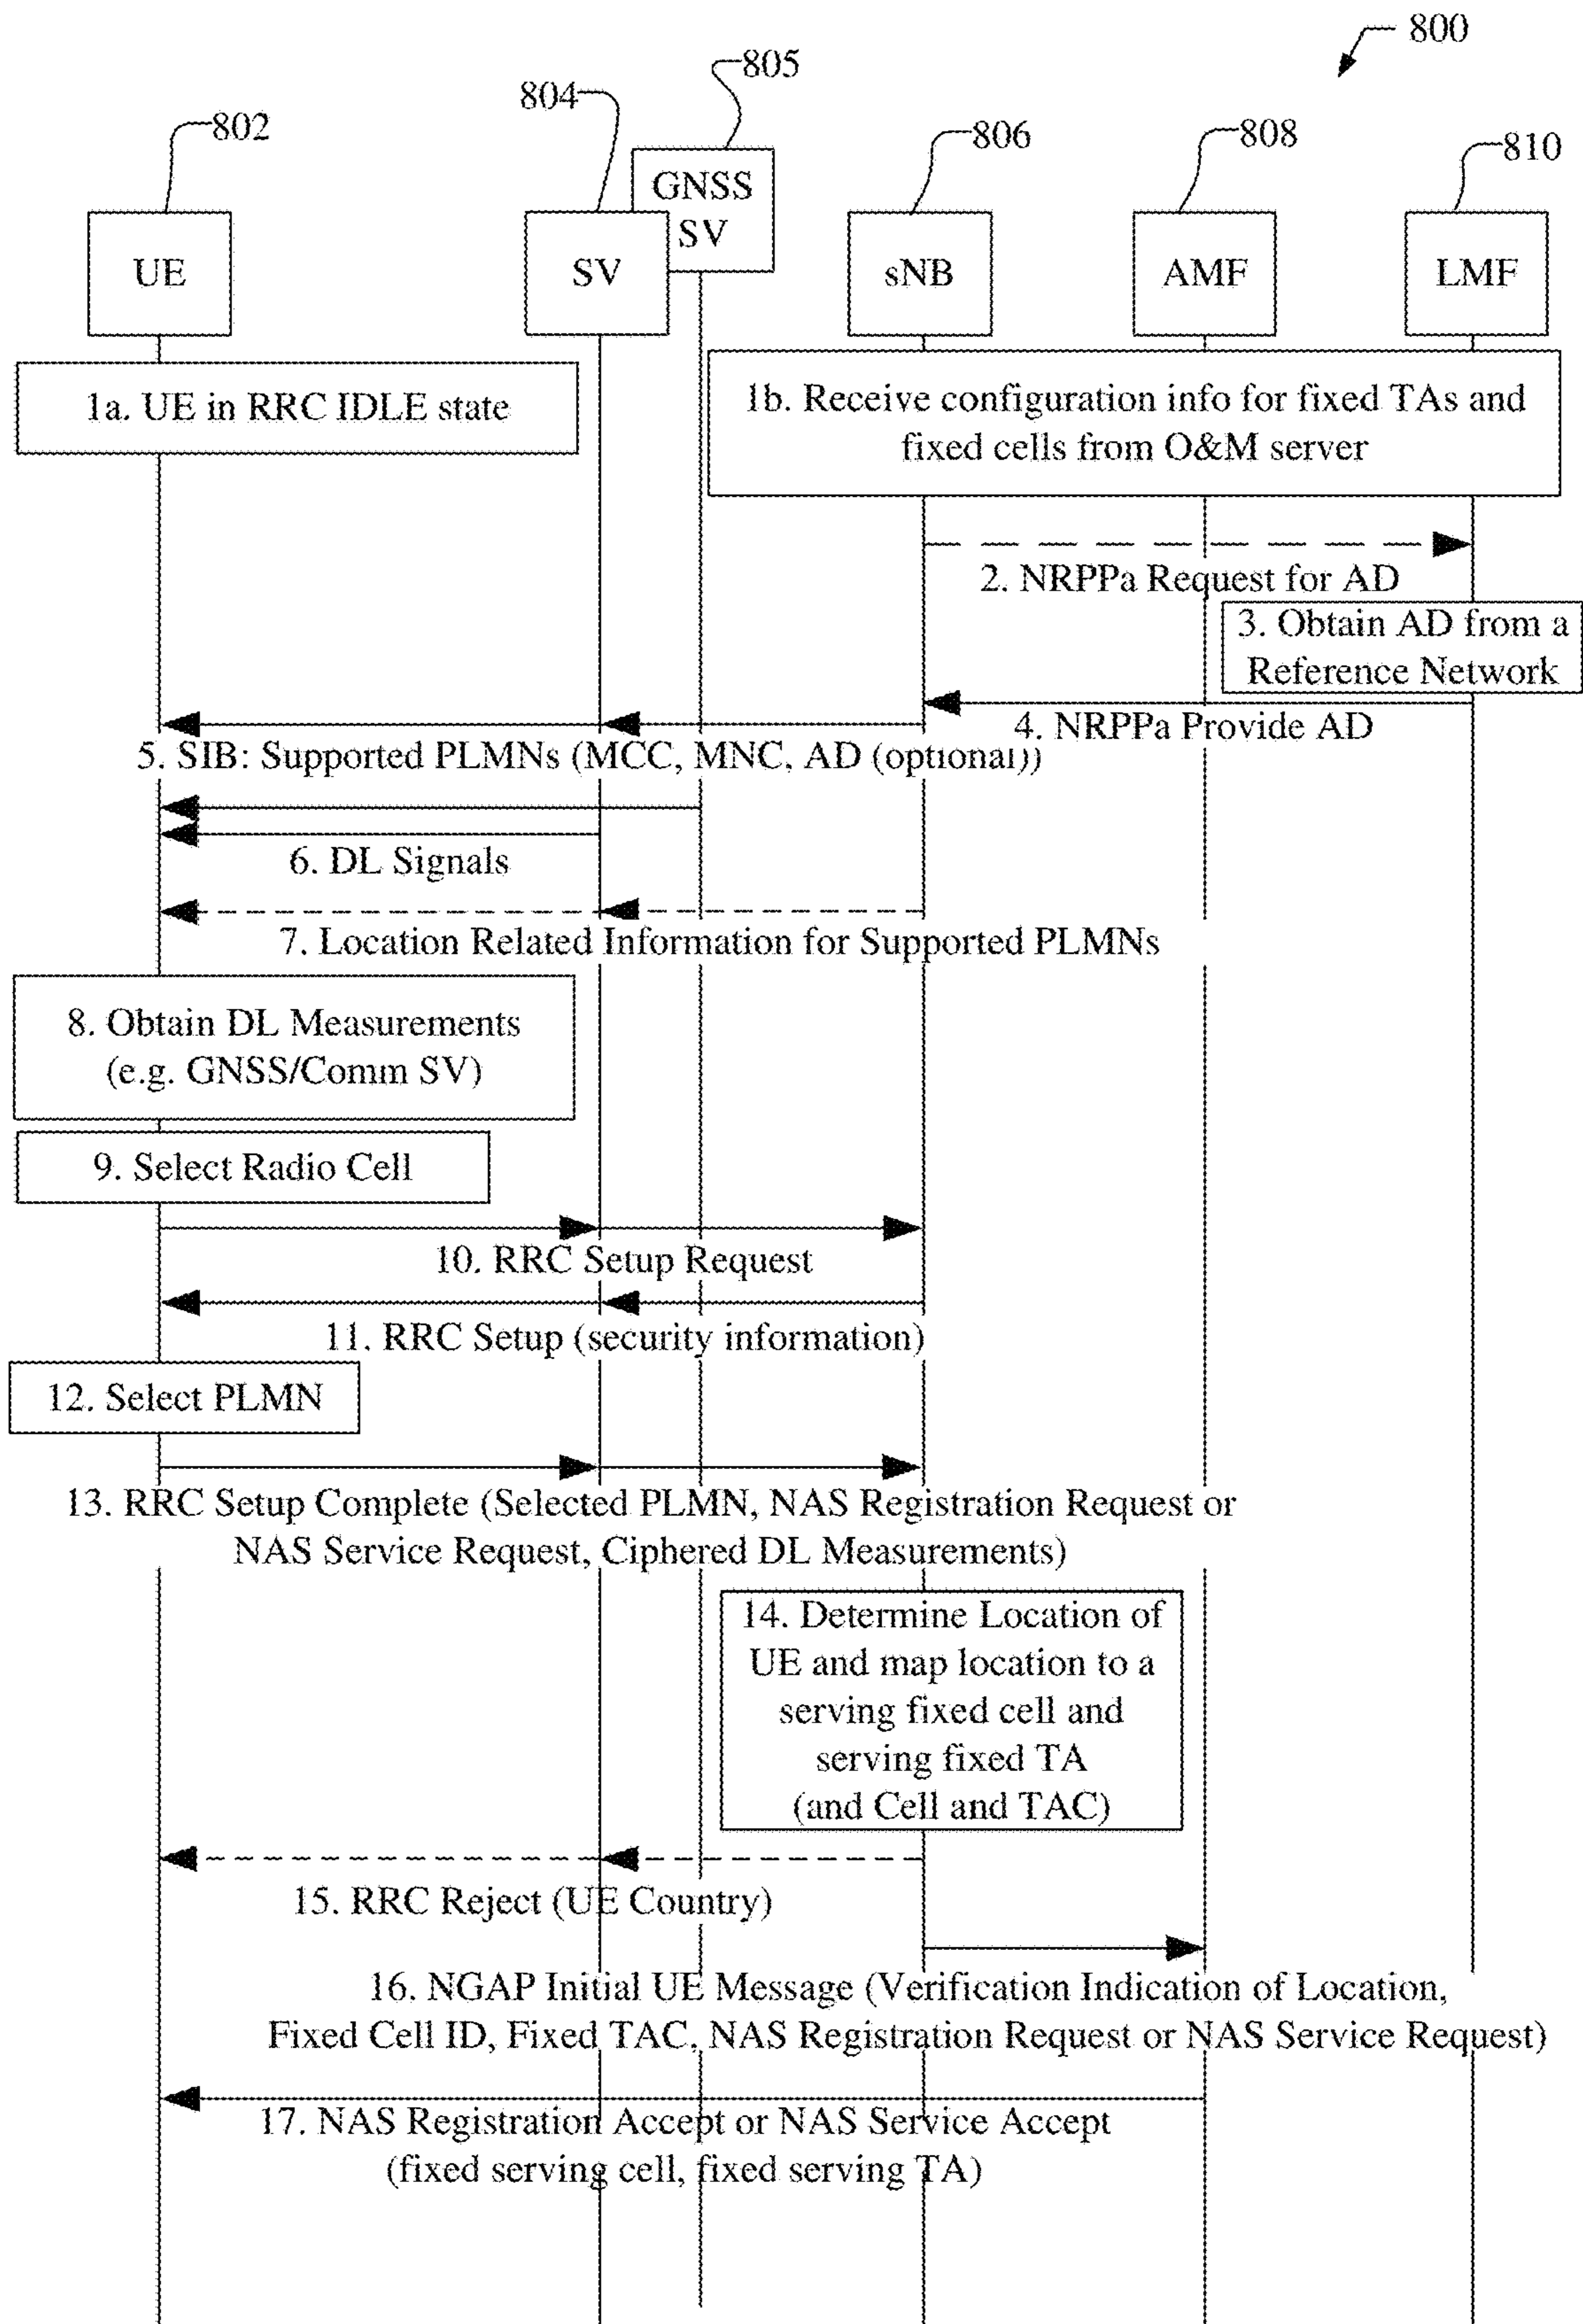 800
805
804
802
806
808
810
GNSS
SV
UE
SV
sNB
AMF
LMF
1a. UE in RRC IDLE state
1b. Receive configuration info for fixed TAs and
fixed cells from O&M server
2. NRPPa Request for AD
3. Obtain AD from a
Reference Network
4. NRPPa Provide AD
5. SIB: Supported PLMNs (MCC, MNC, AD (optional))
6. DL Signals
7. Location Related Information for Supported PLMNs
8. Obtain DL Measurements
(e.g. GNSS/Comm SV)
9. Select Radio Cell
10. RRC Setup Request
11. RRC Setup (security information)
12. Select PLMN
13. RRC Setup Complete (Selected PLMN, NAS Registration Request or
NAS Service Request, Ciphered DL Measurements)
14. Determine Location of
UE and map location to a
serving fixed cell and
serving fixed TA
(and Cell and TAC)
15. RRC Reject (UE Country)
16. NGAP Initial UE Message (Verification Indication of Location,
Fixed Cell ID, Fixed TAC, NAS Registration Request or NAS Service Request)
17. NAS Registration Accept or NAS Service Accept
(fixed serving cell, fixed serving TA)